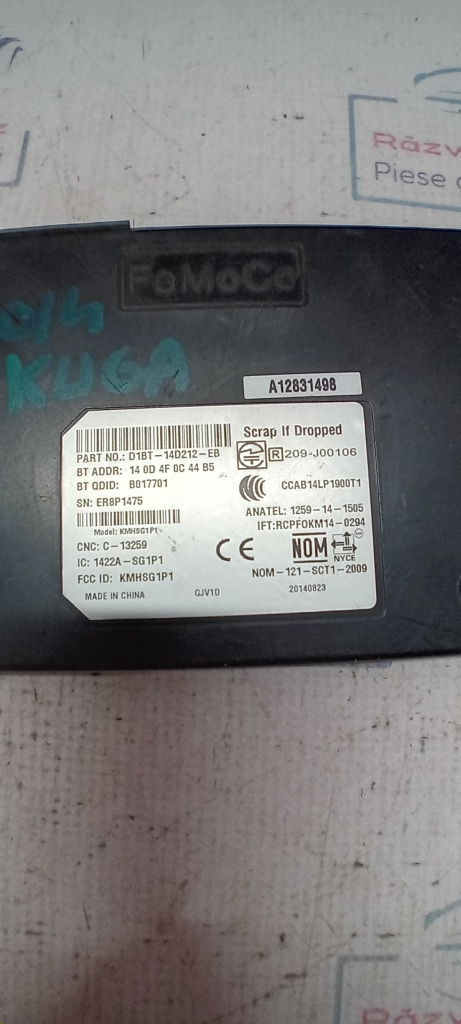 Răzv
Piese
FoMoCo
014
KUGA
A12831498
Scrap If Dropped
PART NO.: D1BT-14D212-EB
R 209-J00106
BT ADDR: 14 0D 4F 0C 44 B5
BT QDID: B017701
CCAB14LP1900T1
SN: ER8P1475
ANATEL: 1259-14-1505
Model: KMHSG1P1
IFT:RCPFOKM14-0294
CNC: C-13259
CE
NOM
NYCE
IC: 1422A-SG1P1
FCC ID: KMHSG1P1
NOM-121-SCT1-2009
MADE IN CHINA
GJV1D
20140823
Răzv